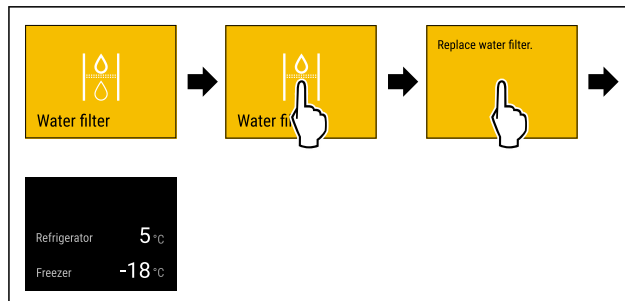 Water filter
Water fi
Replace water filter.
Refrigerator 5 °C
Freezer -18 °C